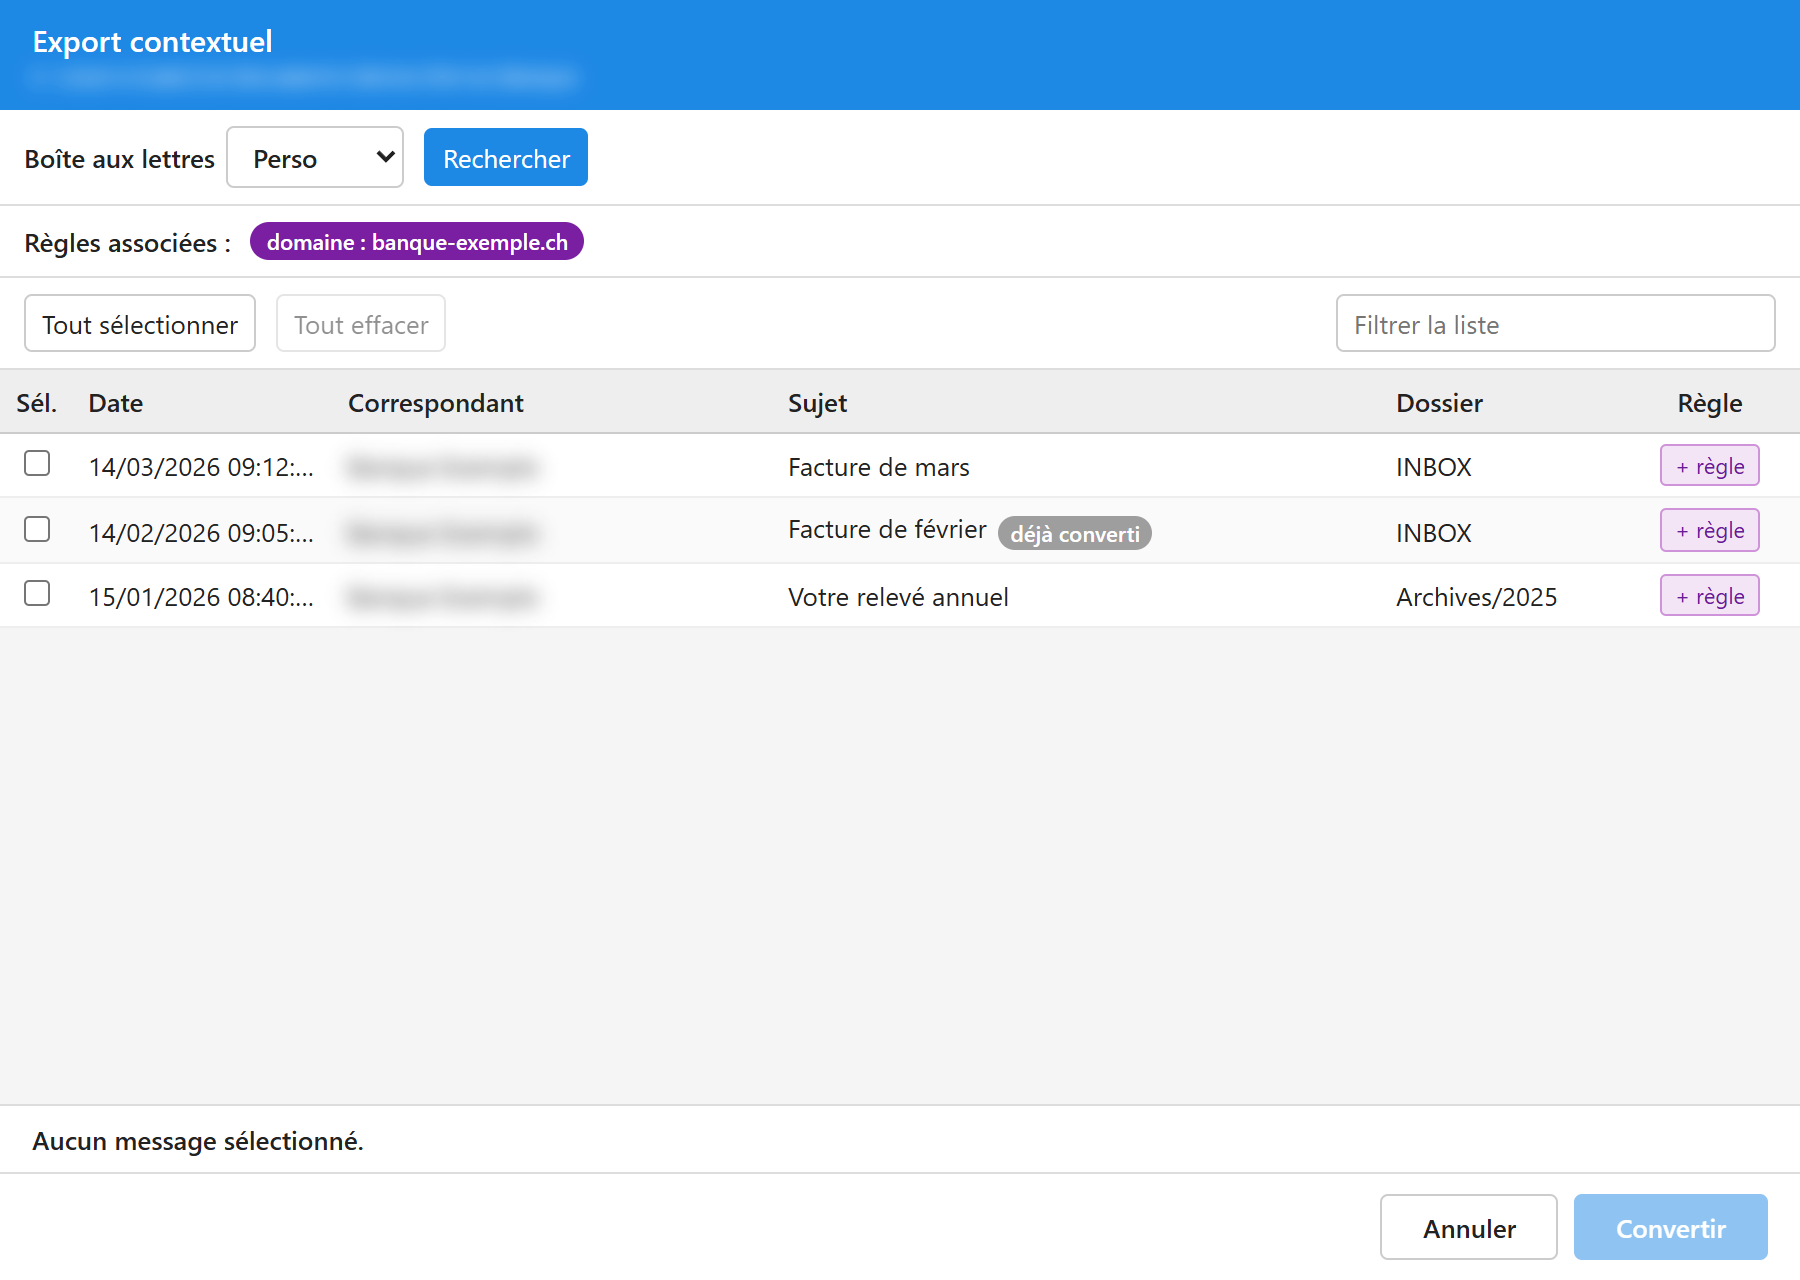 Export contextuel
Boîte aux lettres Perso Rechercher
Règles associées : domaine : banque-exemple.ch
Tout sélectionner Tout effacer Filtrer la liste
Sél. Date Correspondant Sujet Dossier Règle
14/03/2026 09:12:... Facture de mars INBOX + règle
14/02/2026 09:05:... Facture de février déjà converti INBOX + règle
15/01/2026 08:40:... Votre relevé annuel Archives/2025 + règle
Aucun message sélectionné.
Annuler Convertir